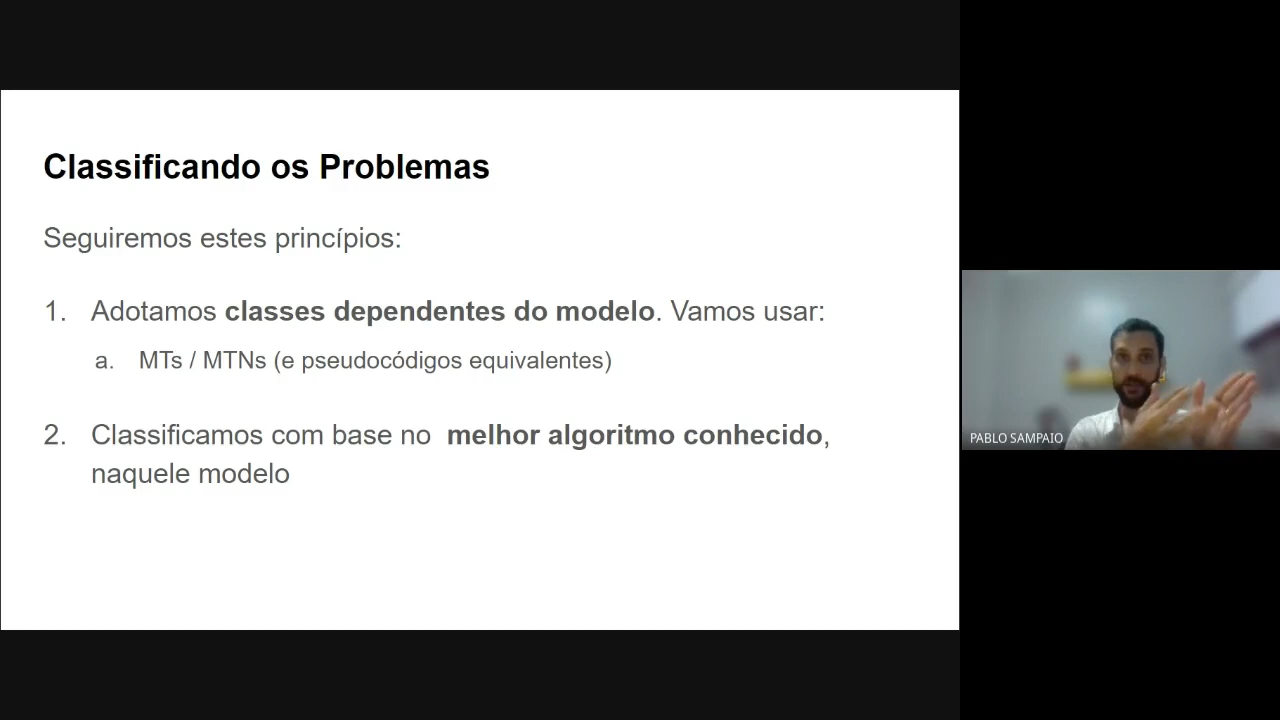 Classificando os Problemas
Seguiremos estes princípios:
1. Adotamos classes dependentes do modelo. Vamos usar:
a. MTs / MTNs (e pseudocódigos equivalentes)
2. Classificamos com base no melhor algoritmo conhecido,
naquele modelo
PABLO SAMPAIO